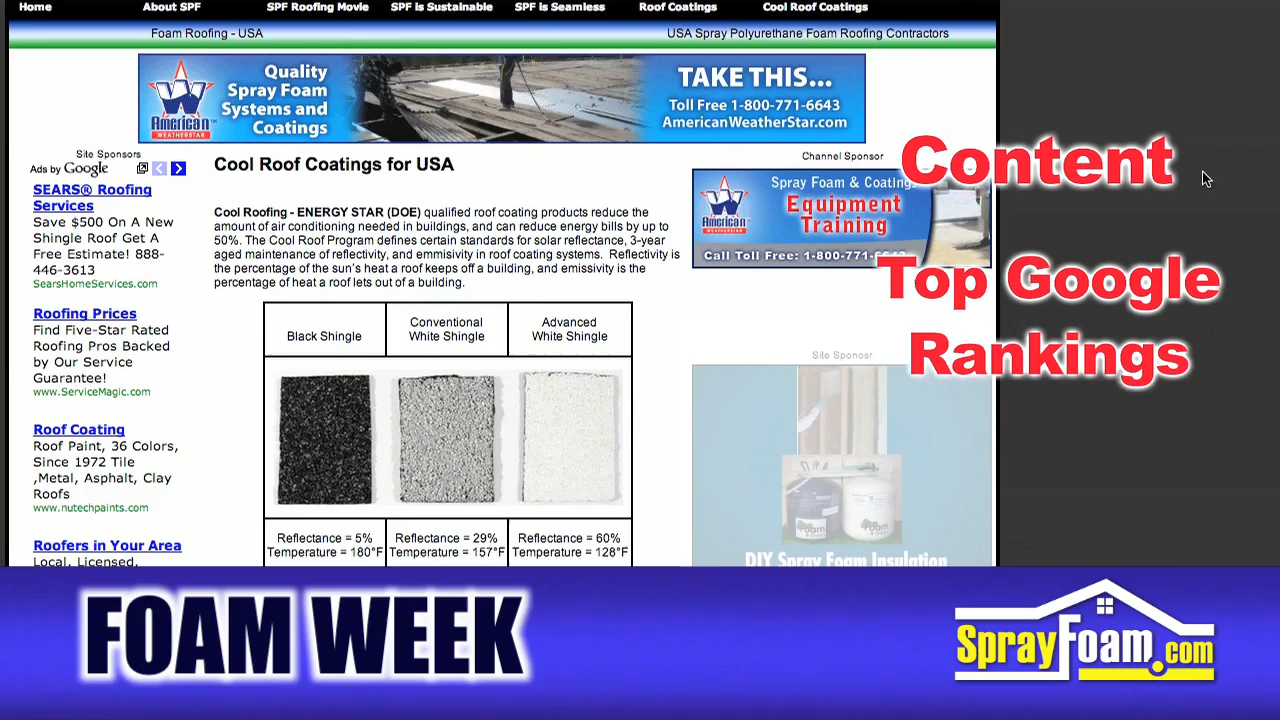 Home About SPF SPF Roofing Movie SPF is Sustainable SPF is Seamless Roof Coatings Cool Roof Coatings
Foam Roofing - USA
USA Spray Polyurethane Foam Roofing Contractors
American
WEATHERSTAR
Quality
Spray Foam
Systems and
Coatings
TAKE THIS...
Toll Free 1-800-771-6643
AmericanWeatherStar.com
Site Sponsors
Ads by Google
SEARS® Roofing
Services
Save $500 On A New
Shingle Roof Get A
Free Estimate! 888-
446-3613
SearsHomeServices.com
Roofing Prices
Find Five-Star Rated
Roofing Pros Backed
by Our Service
Guarantee!
www.ServiceMagic.com
Roof Coating
Roof Paint, 36 Colors,
Since 1972 Tile
,Metal, Asphalt, Clay
Roofs
www.nutechpaints.com
Roofers in Your Area
Local, Licensed,
Cool Roof Coatings for USA
Cool Roofing - ENERGY STAR (DOE) qualified roof coating products reduce the
amount of air conditioning needed in buildings, and can reduce energy bills by up to
50%. The Cool Roof Program defines certain standards for solar reflectance, 3-year
aged maintenance of reflectivity, and emmisivity in roof coating systems. Reflectivity is
the percentage of the sun's heat a roof keeps off a building, and emissivity is the
percentage of heat a roof lets out of a building.
Black Shingle
Conventional
White Shingle
Advanced
White Shingle
Reflectance = 5%
Temperature = 180°F
Reflectance = 29%
Temperature = 157°F
Reflectance = 60%
Temperature = 128°F
Channel Sponsor
American
Spray Foam & Coatings
Equipment
Training
Call Toll Free: 1-800-771-
Site Sponosr
Foam
Foam
DIY Spray Foam Insulation
Content
Top Google
Rankings
FOAM WEEK
SprayFoam.com